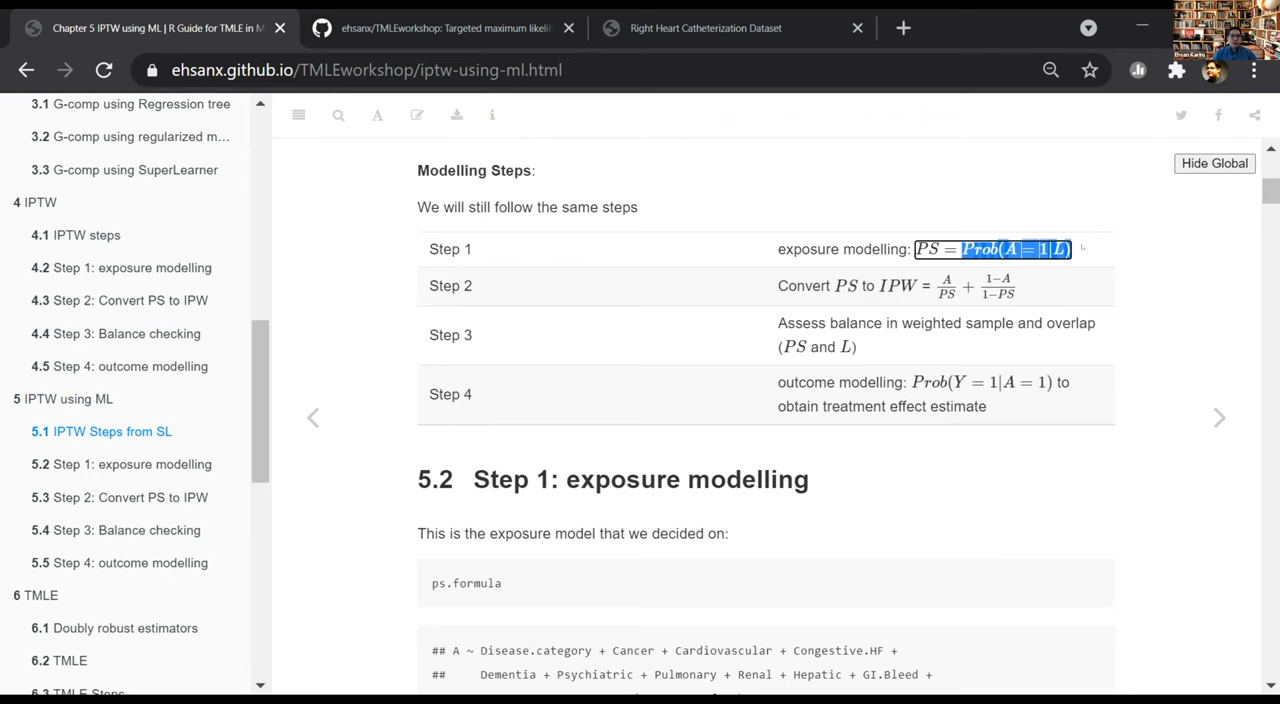 Chapter 5 IPTW using ML | R Guide for TMLE in M
ehsanx/TMLEworkshop: Targeted maximum likeli
Right Heart Catheterization Dataset
ehsanx.github.io/TMLEworkshop/iptw-using-ml.html
Ehsan Karim
3.1 G-comp using Regression tree
3.2 G-comp using regularized m…
3.3 G-comp using SuperLearner
4 IPTW
4.1 IPTW steps
4.2 Step 1: exposure modelling
4.3 Step 2: Convert PS to IPW
4.4 Step 3: Balance checking
4.5 Step 4: outcome modelling
5 IPTW using ML
5.1 IPTW Steps from SL
5.2 Step 1: exposure modelling
5.3 Step 2: Convert PS to IPW
5.4 Step 3: Balance checking
5.5 Step 4: outcome modelling
6 TMLE
6.1 Doubly robust estimators
6.2 TMLE
6.3 TMLE Steps
Hide Global
Modelling Steps:
We will still follow the same steps
Step 1 exposure modelling: PS = Prob(A = 1|L)
Step 2 Convert PS to IPW = A/PS + 1−A/1−PS
Step 3 Assess balance in weighted sample and overlap
(PS and L)
Step 4 outcome modelling: Prob(Y = 1|A = 1) to
obtain treatment effect estimate
5.2 Step 1: exposure modelling
This is the exposure model that we decided on:
ps.formula
## A ~ Disease.category + Cancer + Cardiovascular + Congestive.HF +
## Dementia + Psychiatric + Pulmonary + Renal + Hepatic + GI.Bleed +